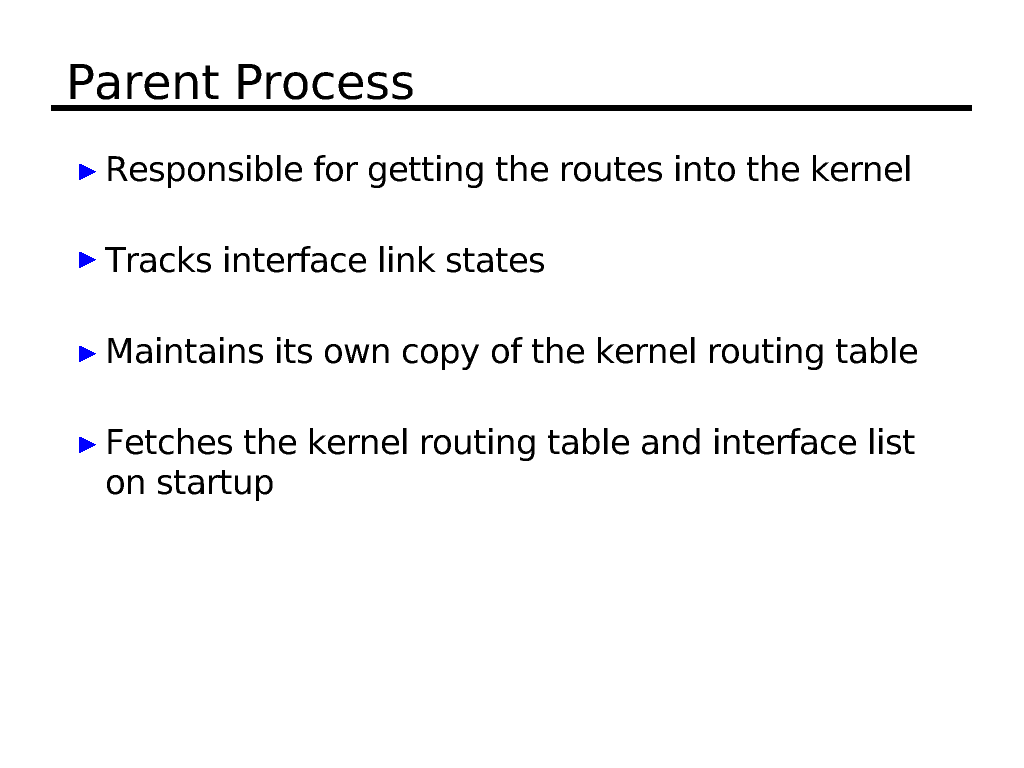 Parent Process
Responsible for getting the routes into the kernel
Tracks interface link states
Maintains its own copy of the kernel routing table
Fetches the kernel routing table and interface list
on startup